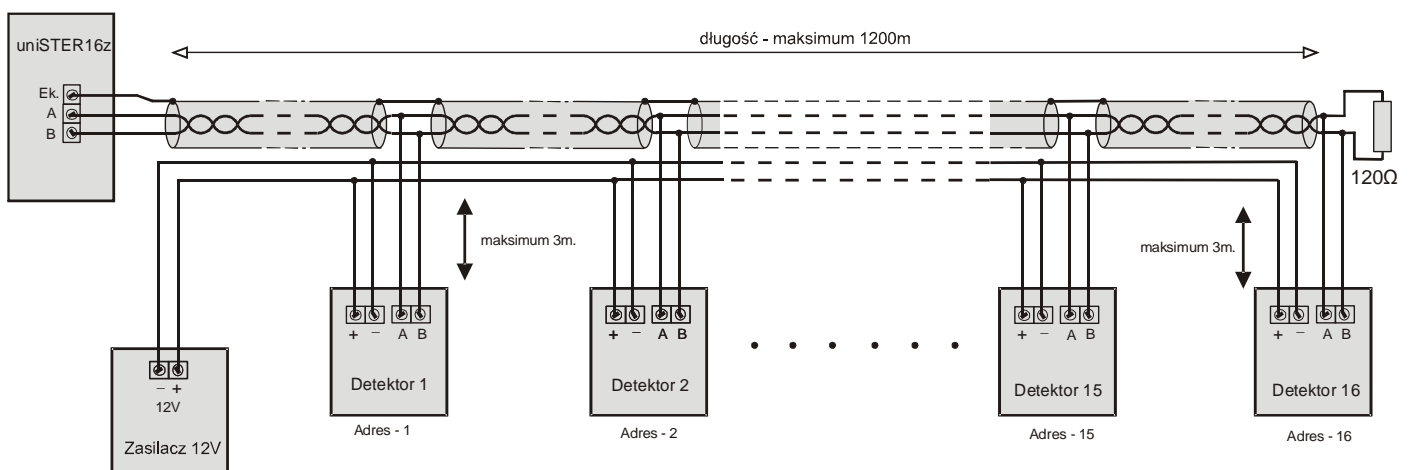 uniSTER16z
długość - maksimum 1200m
Ek.
A
B
120Ω
maksimum 3m.
maksimum 3m.
+ − A B
Detektor 1
Adres - 1
+ − A B
Detektor 2
Adres - 2
+ − A B
Detektor 15
Adres - 15
+ − A B
Detektor 16
Adres - 16
− +
12V
Zasilacz 12V